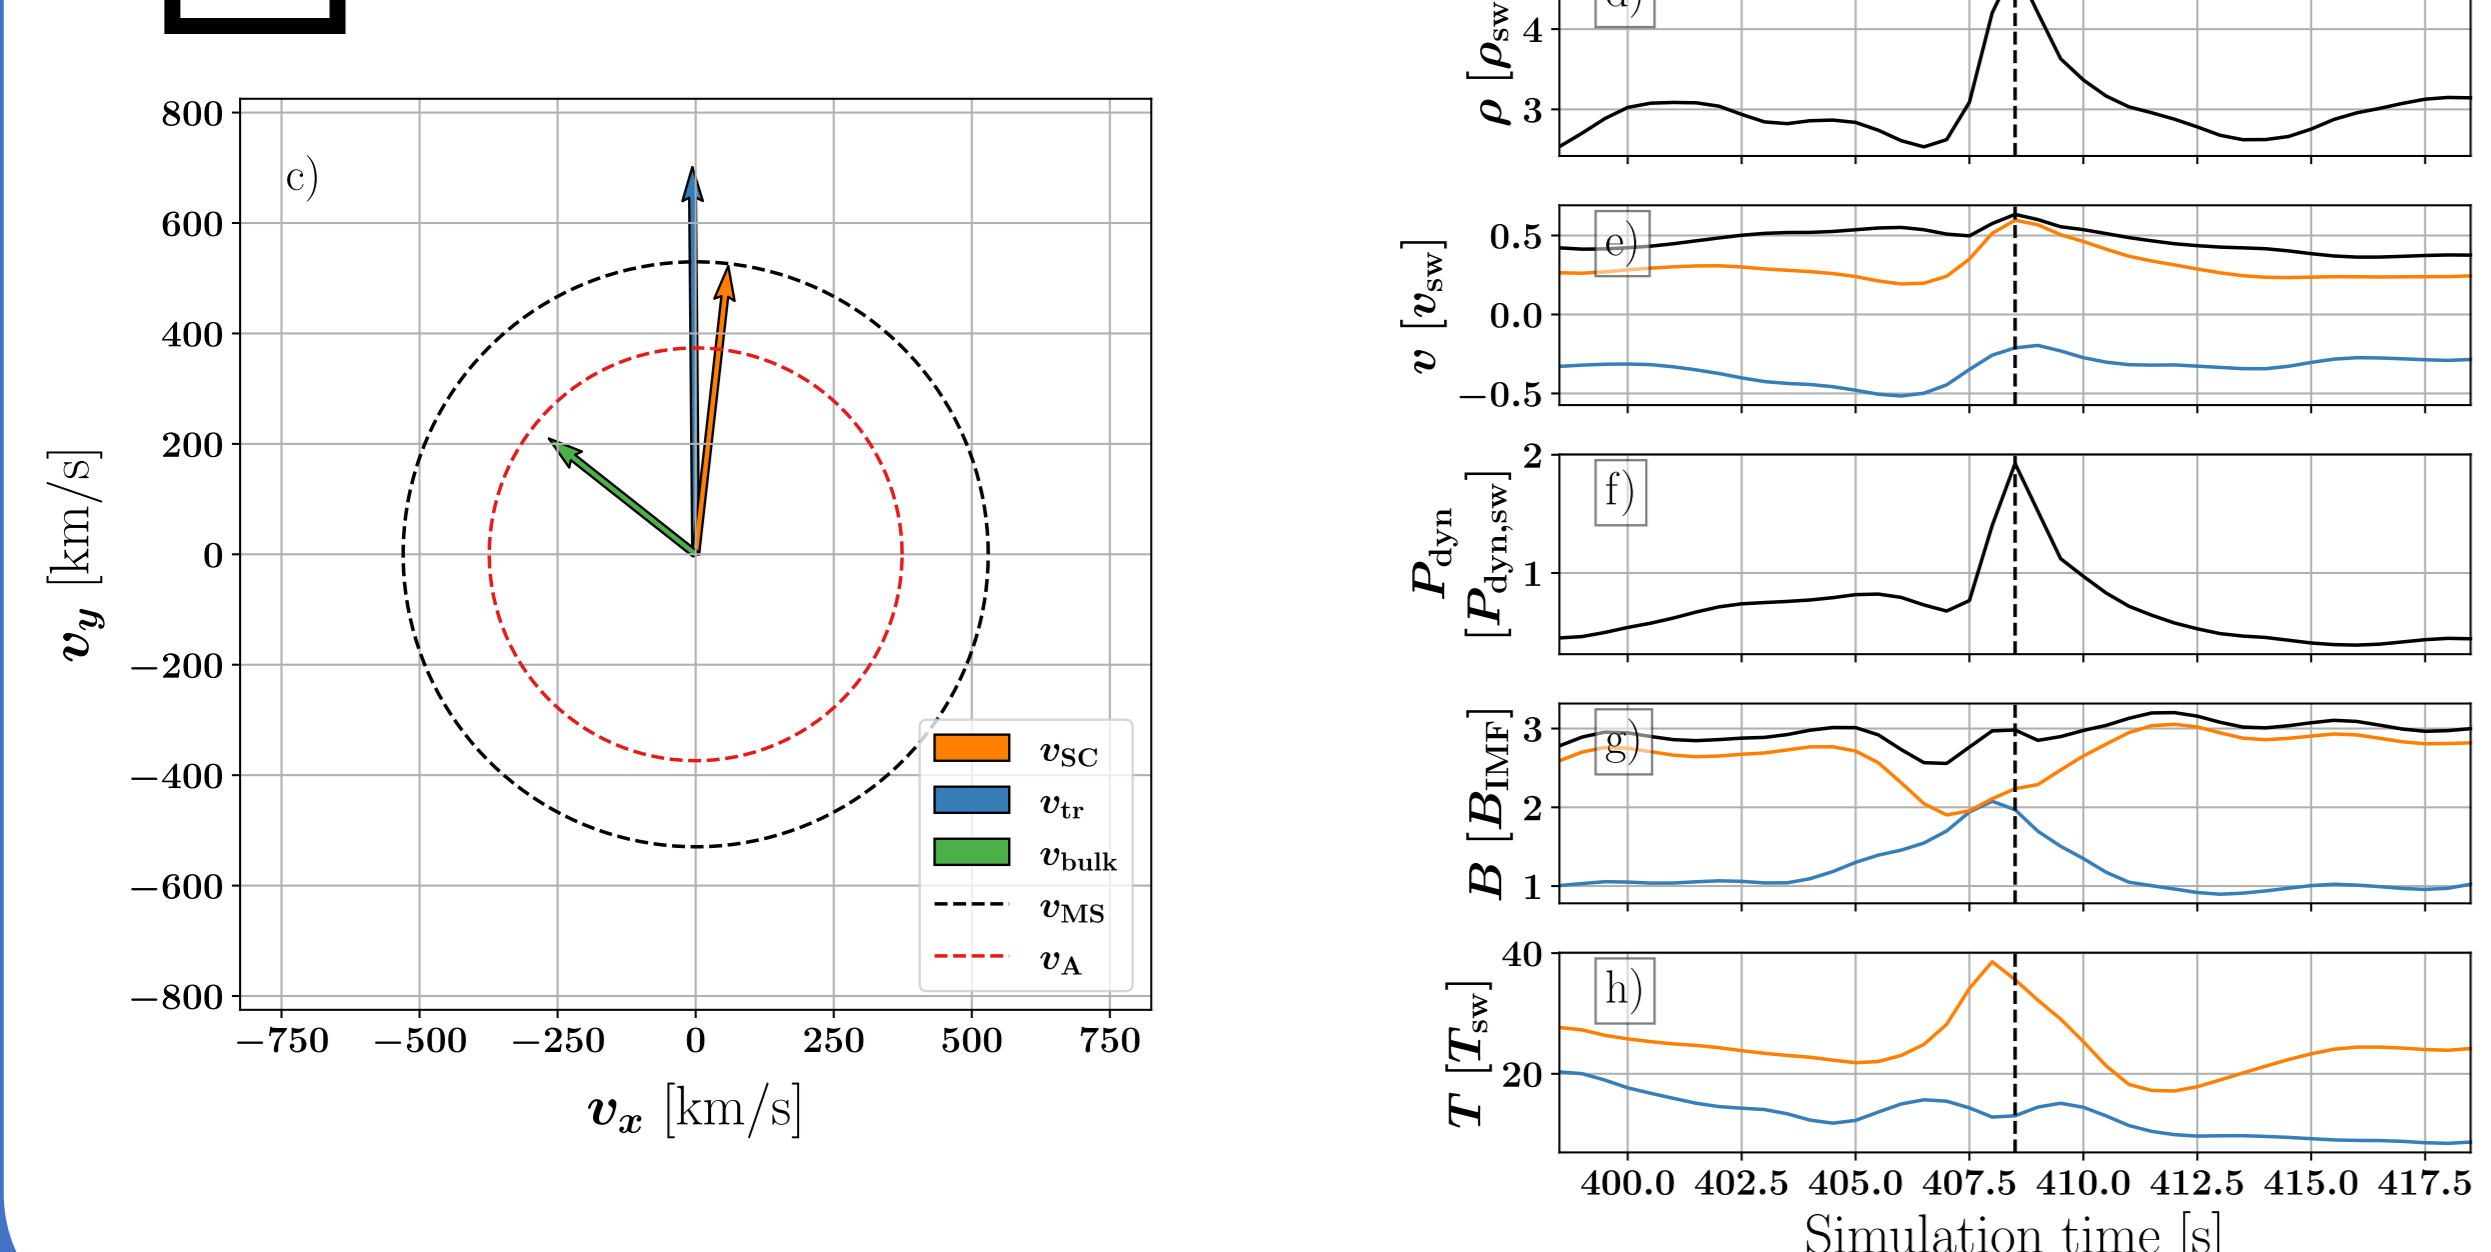 c)
800
600
400
200
0
−200
−400
−600
−800
v_y [km/s]
−750 −500 −250 0 250 500 750
v_x [km/s]
v_SC
v_tr
v_bulk
v_MS
v_A
d)
4
3
ρ [ρ_sw
e)
0.5
0.0
−0.5
v [v_sw]
f)
2
1
P_dyn
[P_dyn,sw]
g)
3
2
1
B [B_IMF]
h)
40
20
T [T_sw]
400.0 402.5 405.0 407.5 410.0 412.5 415.0 417.5
Simulation time [s]